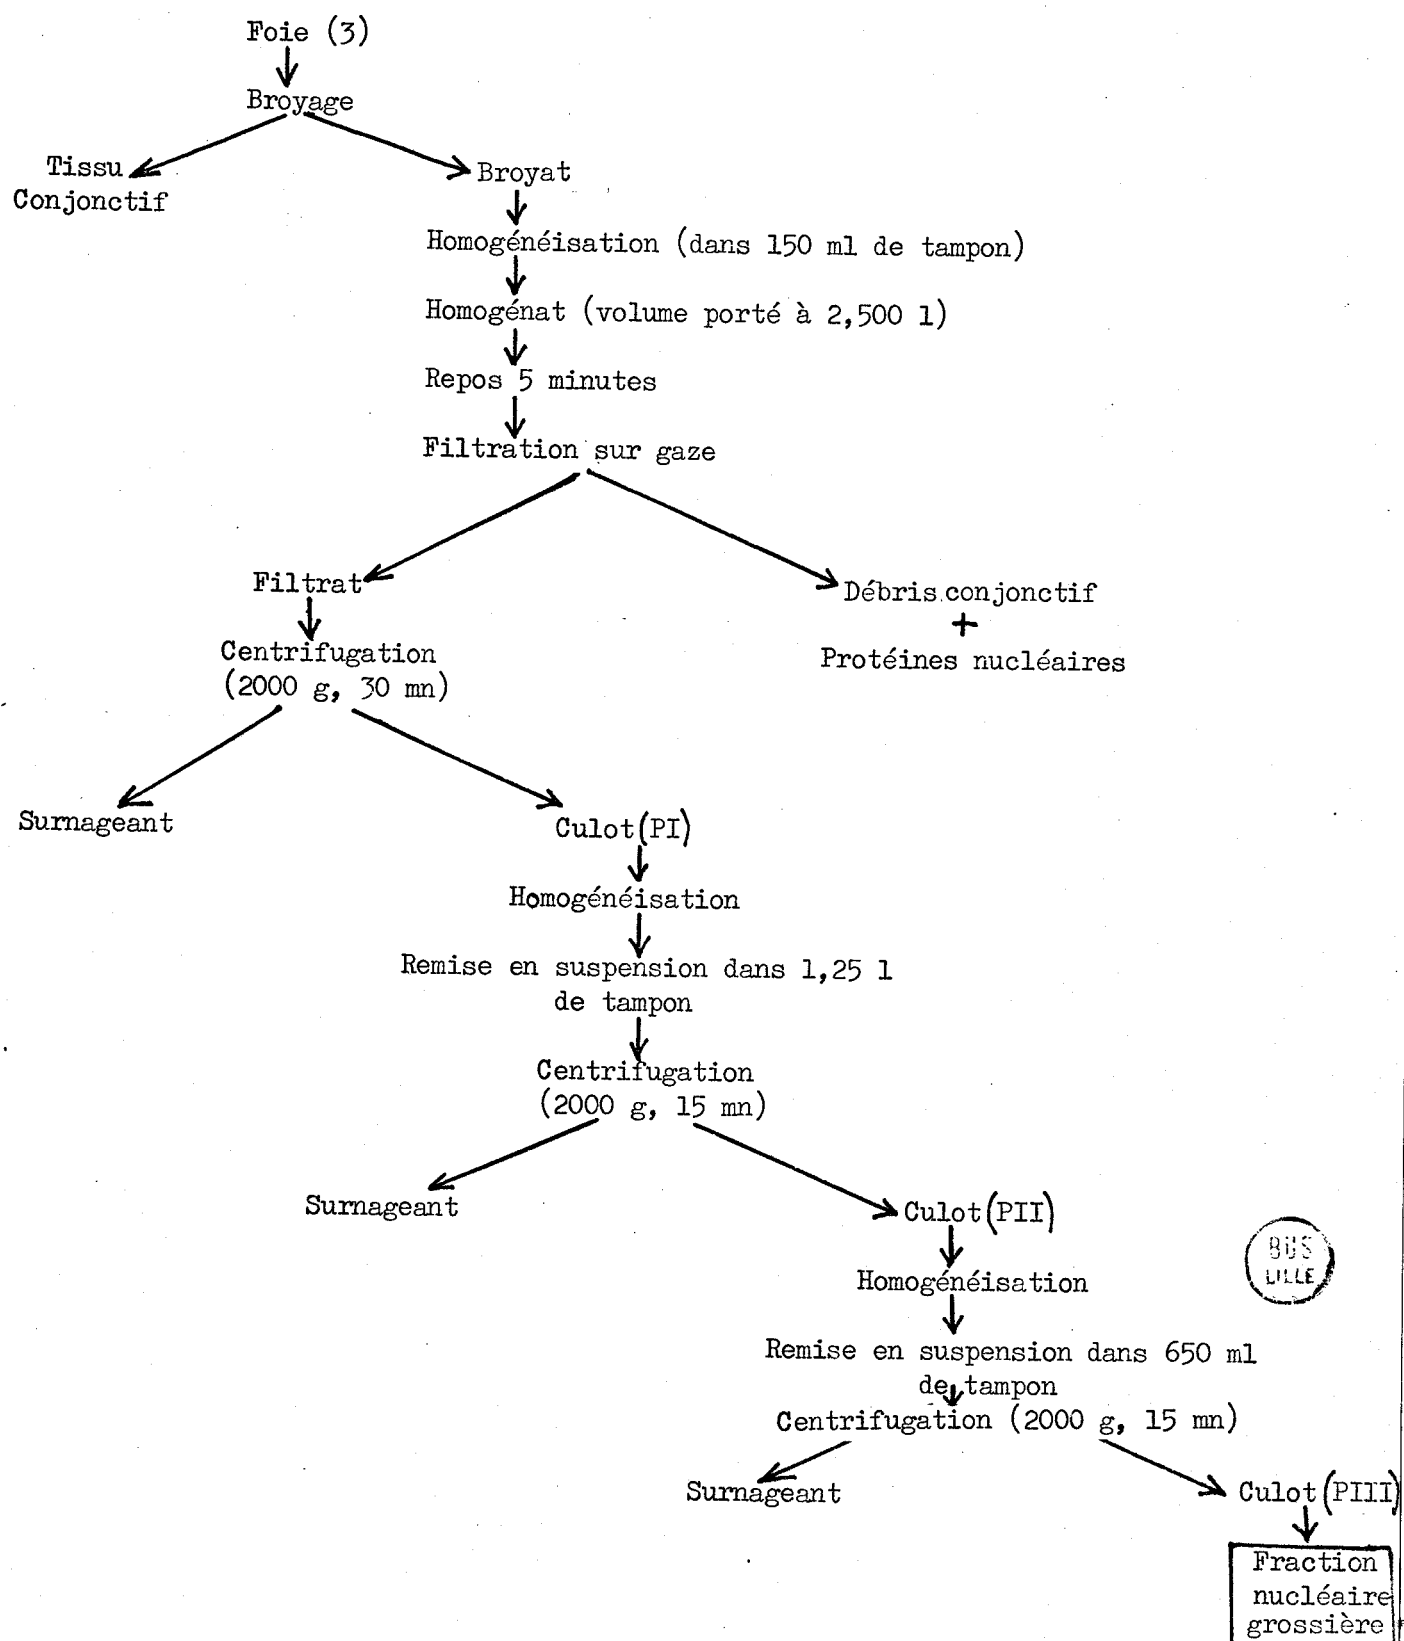 Foie (3)
Broyage
Tissu
Conjonctif
Broyat
Homogénéisation (dans 150 ml de tampon)
Homogénat (volume porté à 2,500 l)
Repos 5 minutes
Filtration sur gaze
Filtrat
Débris conjonctif
+
Protéines nucléaires
Centrifugation
(2000 g, 30 mn)
Surnageant
Culot (PI)
Homogénéisation
Remise en suspension dans 1,25 l
de tampon
Centrifugation
(2000 g, 15 mn)
Surnageant
Culot (PII)
BUS
LILLE
Homogénéisation
Remise en suspension dans 650 ml
de tampon
Centrifugation (2000 g, 15 mn)
Surnageant
Culot (PIII)
Fraction
nucléaire
grossière